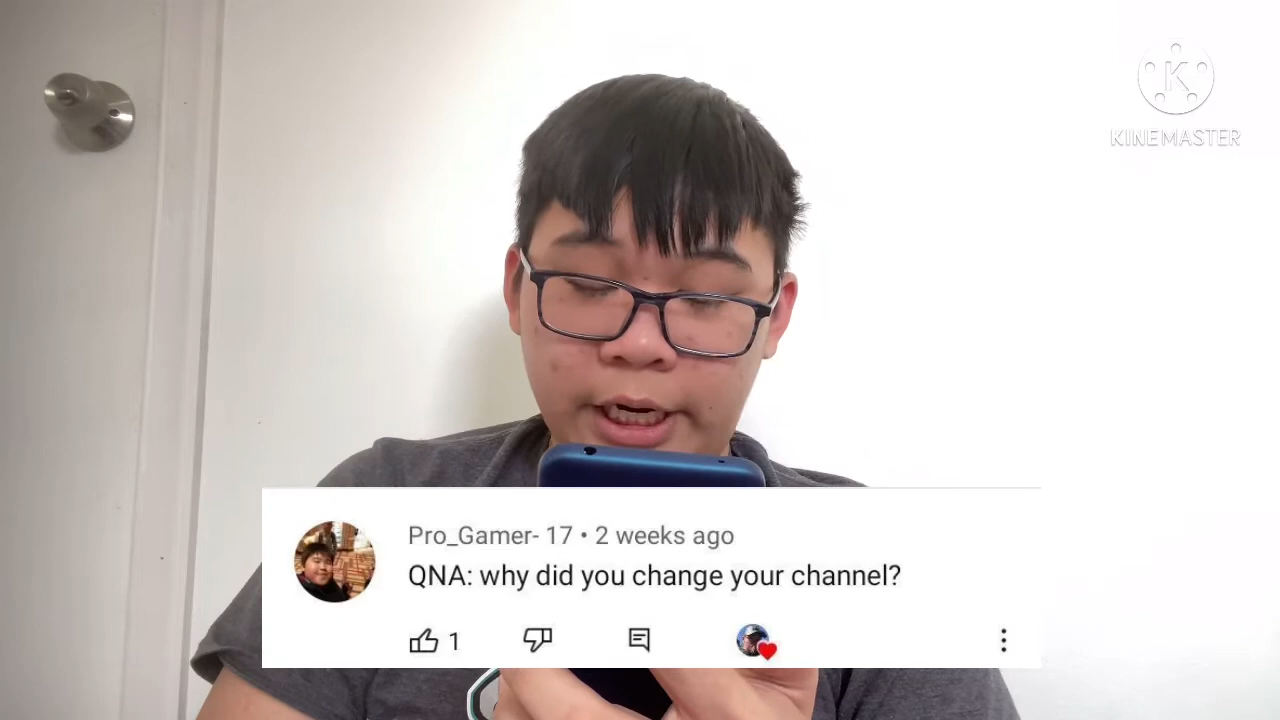 K
KINEMASTER
Pro_Gamer- 17 • 2 weeks ago
QNA: why did you change your channel?
1